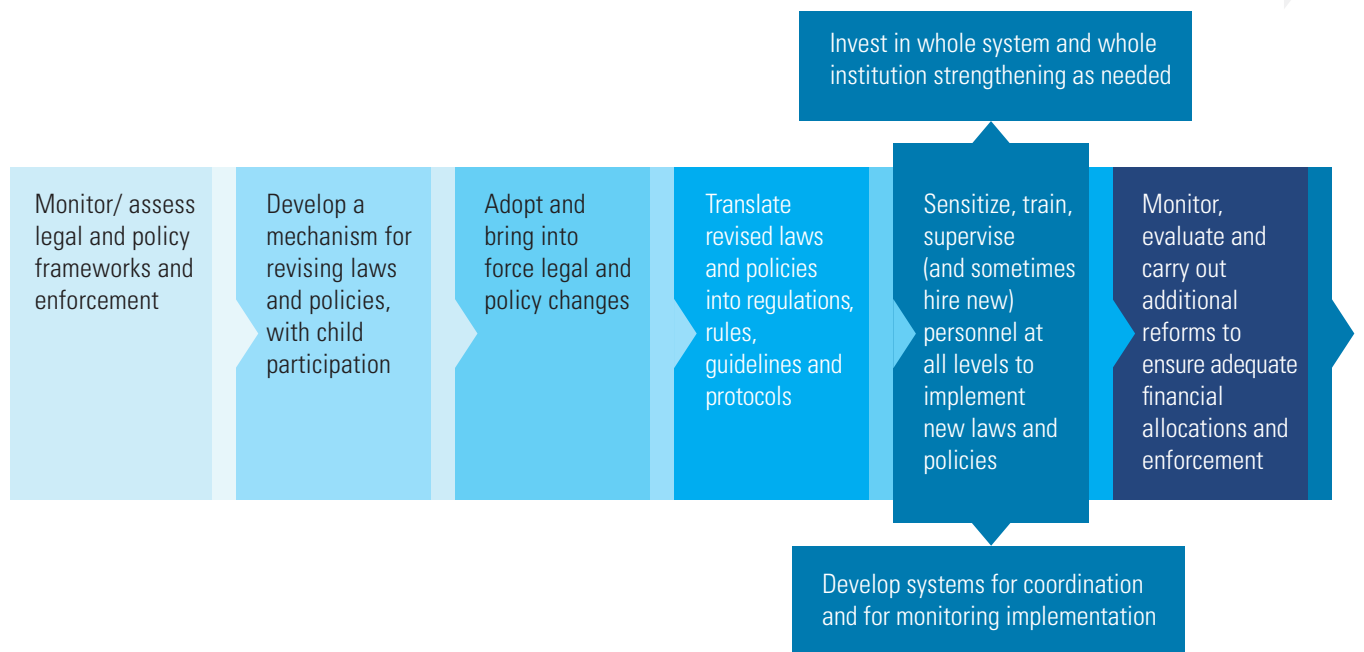 Invest in whole system and whole
institution strengthening as needed
Monitor/ assess
legal and policy
frameworks and
enforcement
Develop a
mechanism for
revising laws
and policies,
with child
participation
Adopt and
bring into
force legal and
policy changes
Translate
revised laws
and policies
into regulations,
rules,
guidelines and
protocols
Sensitize, train,
supervise
(and sometimes
hire new)
personnel at
all levels to
implement
new laws and
policies
Monitor,
evaluate and
carry out
additional
reforms to
ensure adequate
financial
allocations and
enforcement
Develop systems for coordination
and for monitoring implementation